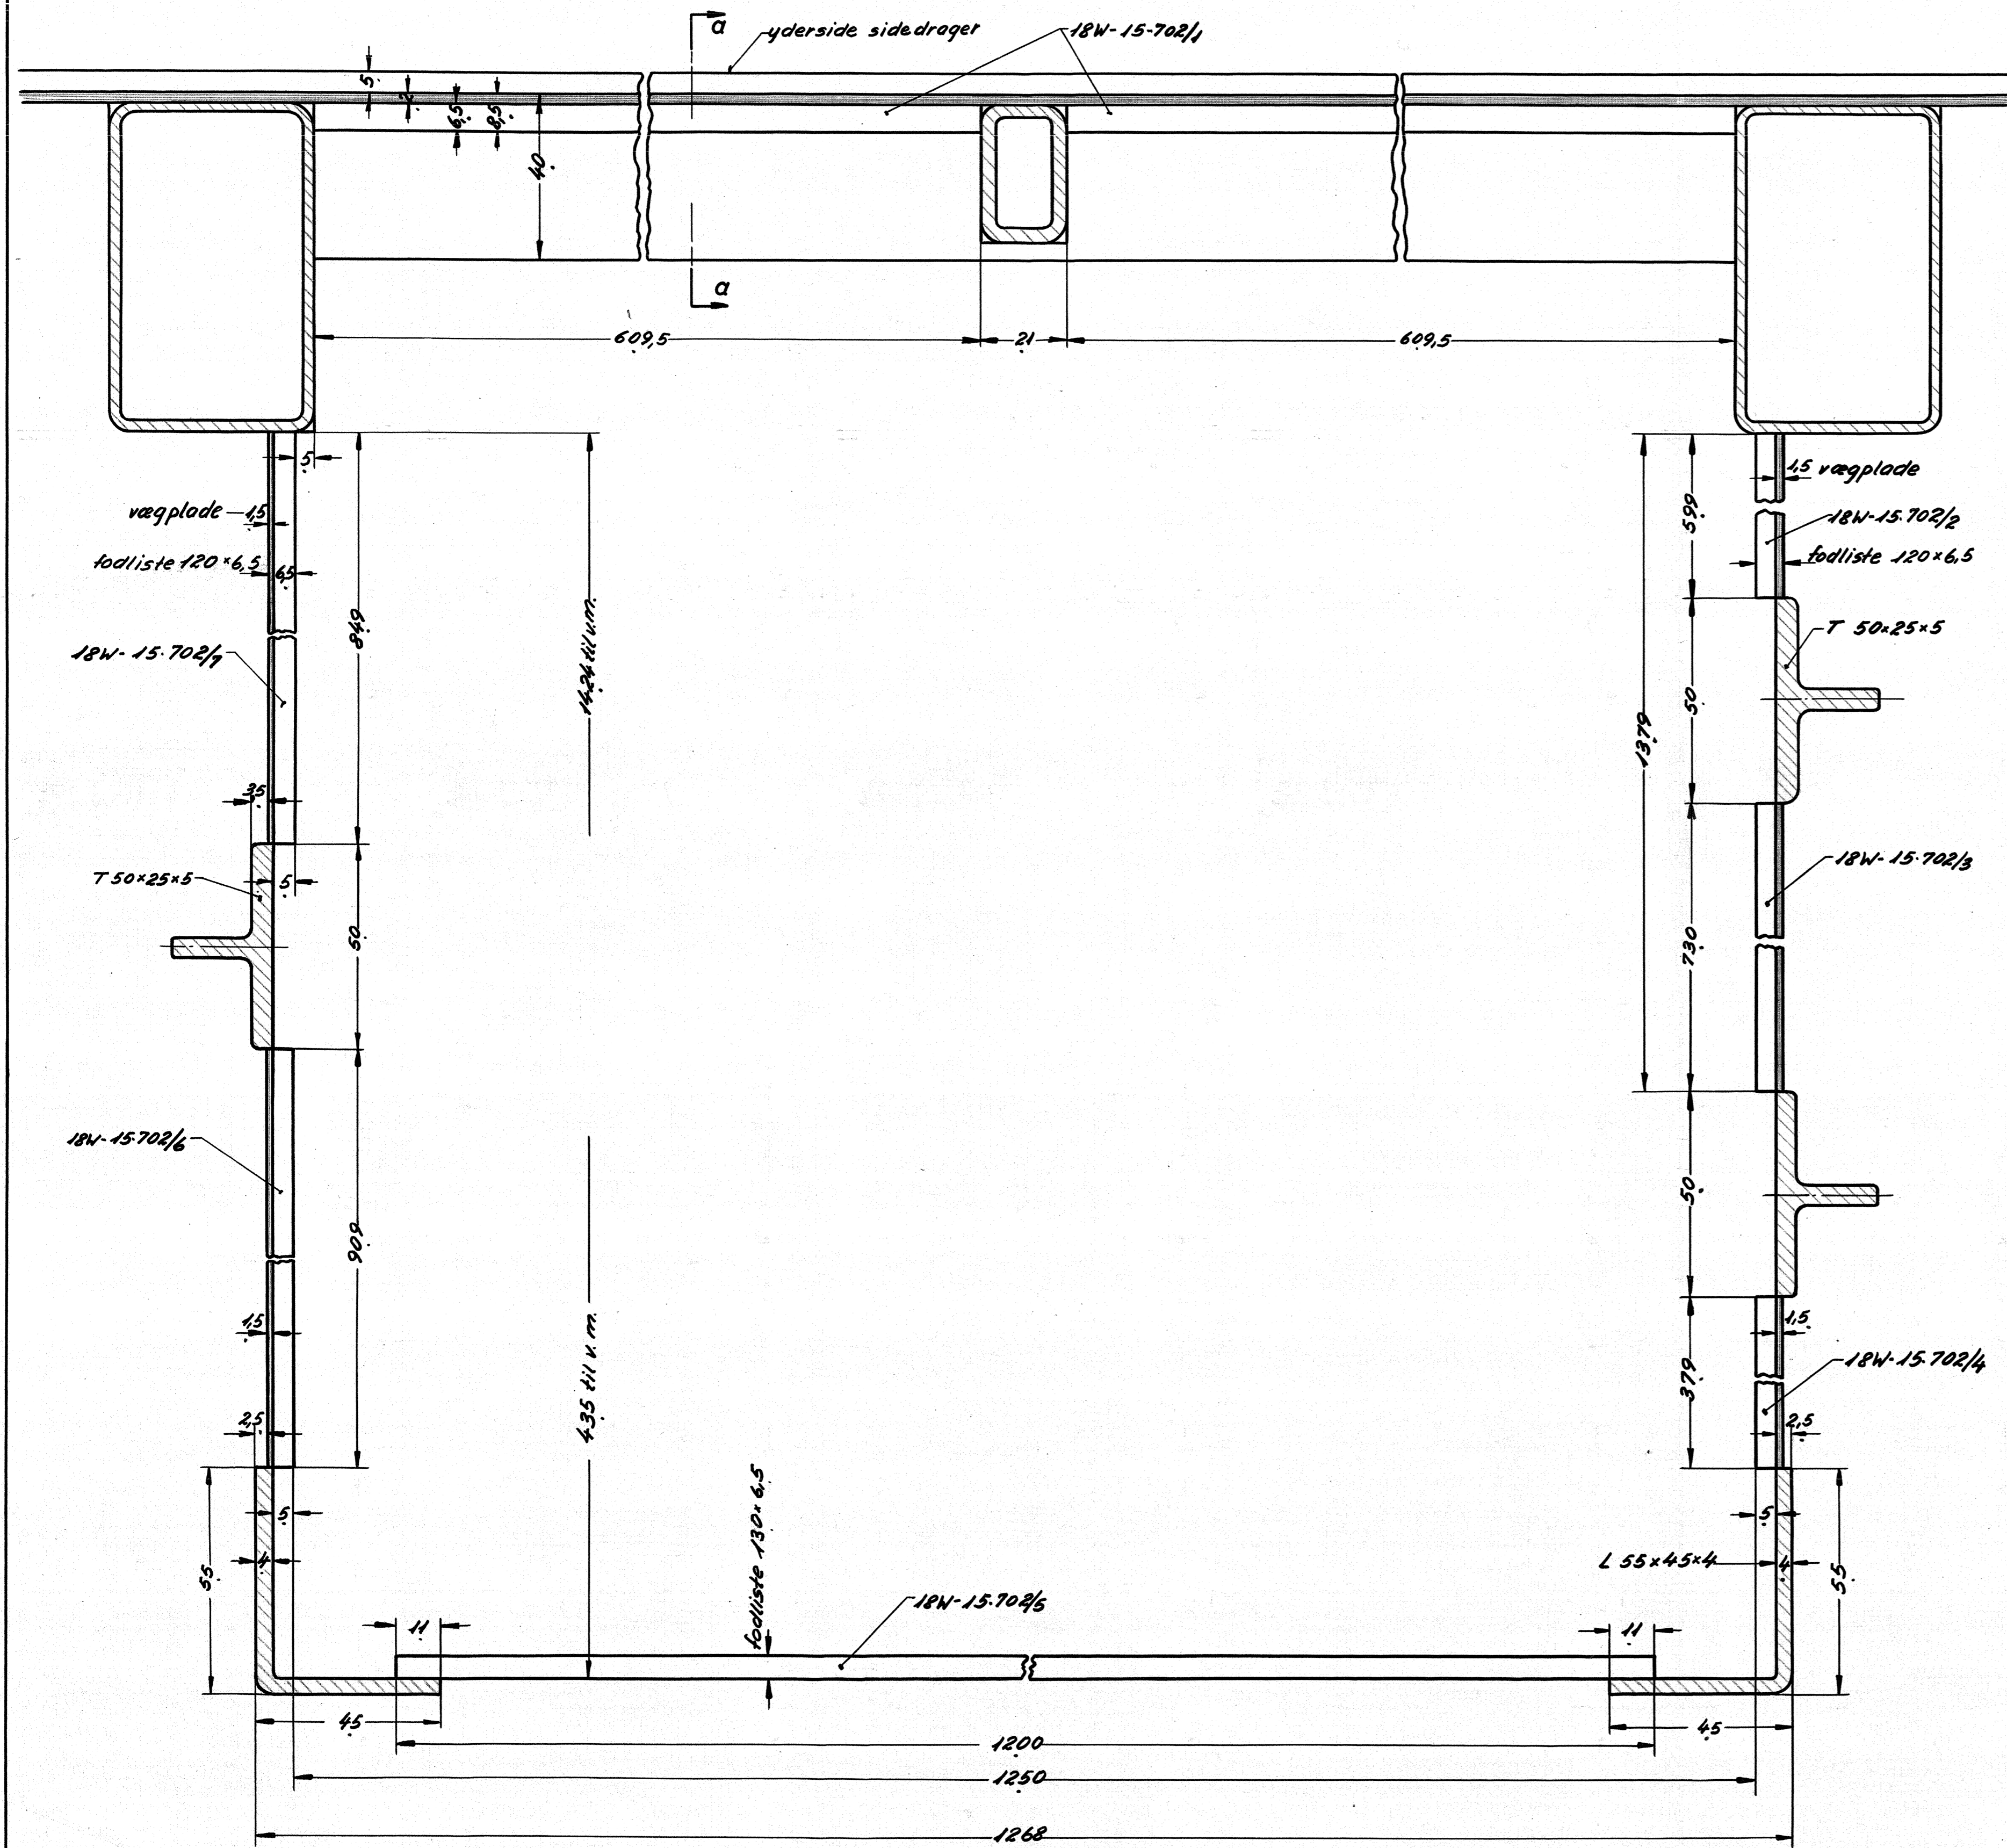 a
yderside sidedrager
18W-15-702/1
5
2
6,5
8,5
40
a
609,5
21
609,5
5
vægplade
1,5
fodliste 120×6,5
6,5
849
1424 til v.m.
1,5 vægplade
599
18W-15.702/2
fodliste 120×6,5
18W-15.702/7
T 50×25×5
50
1379
3,5
T 50×25×5
5
50
730
18W-15.702/3
18W-15.702/6
909
50
1,5
435 til v.m.
1,5
379
18W-15.702/4
2,5
2,5
5
4
55
fodliste 130×6,5
5
L 55×45×4
4
55
11
18W-15.702/5
11
45
45
1200
1250
1268